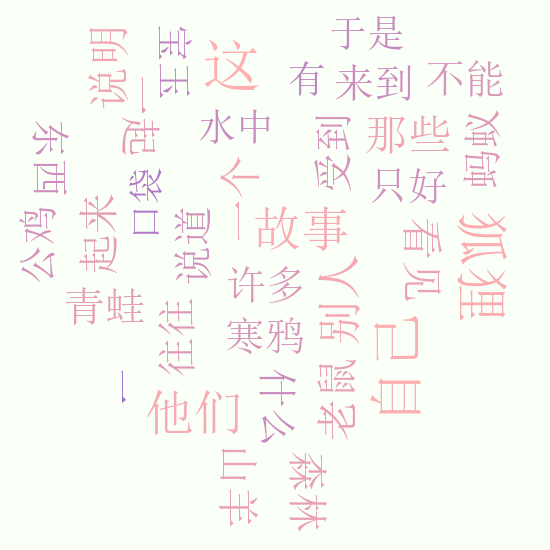 于是
说明
宝玉
这
有
来到
不能
一起
水中
受到
那些
蚂蚁
东西
口袋
一个
只好
公鸡
起来
说道
故事
看见
狐狸
青蛙
许多
别人
往往
寒鸦
自己
一
他们
什么
老鼠
山羊
森林